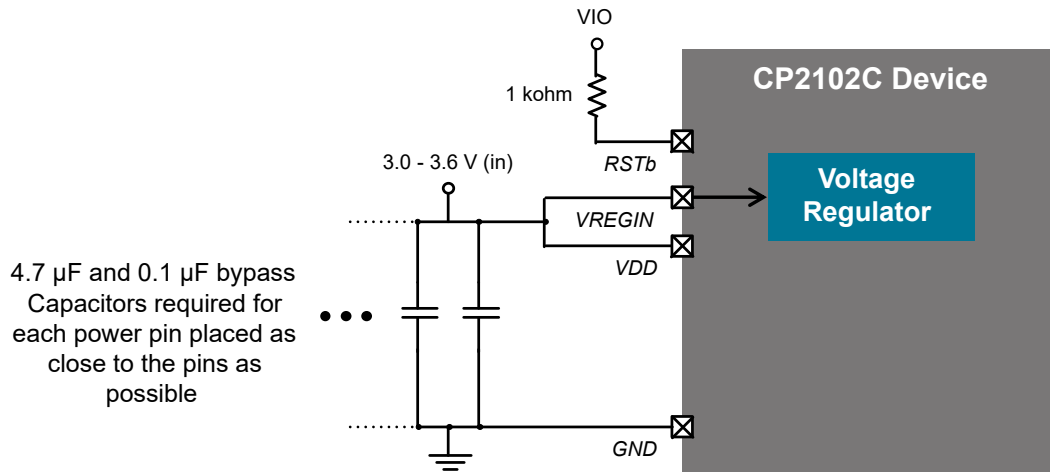 VIO
CP2102C Device
1 kohm
RSTb
3.0 - 3.6 V (in)
Voltage
Regulator
VREGIN
VDD
4.7 µF and 0.1 µF bypass
Capacitors required for
each power pin placed as
close to the pins as
possible
GND